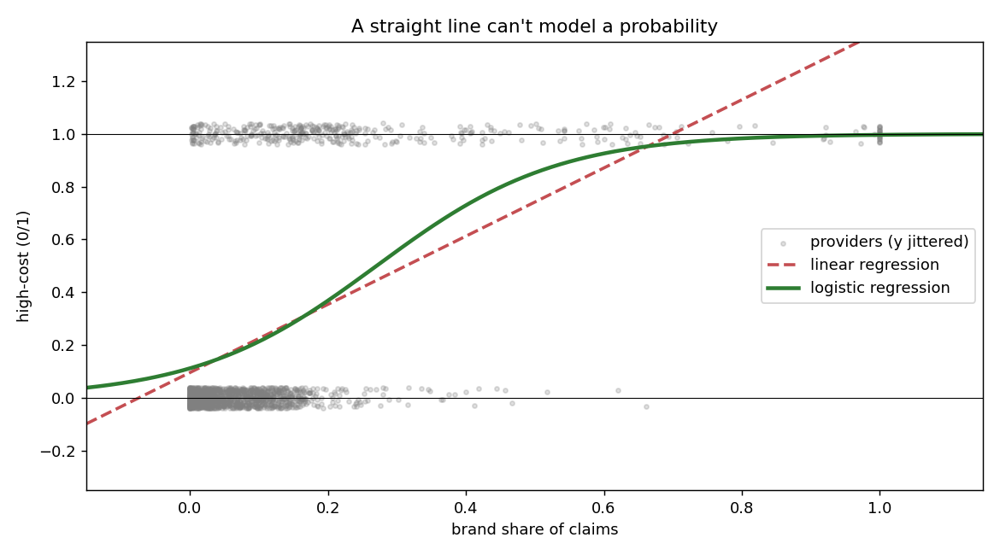 A straight line can't model a probability
high-cost (0/1)
1.2
1.0
0.8
0.6
0.4
0.2
0.0
−0.2
providers (y jittered)
linear regression
logistic regression
0.0 0.2 0.4 0.6 0.8 1.0
brand share of claims